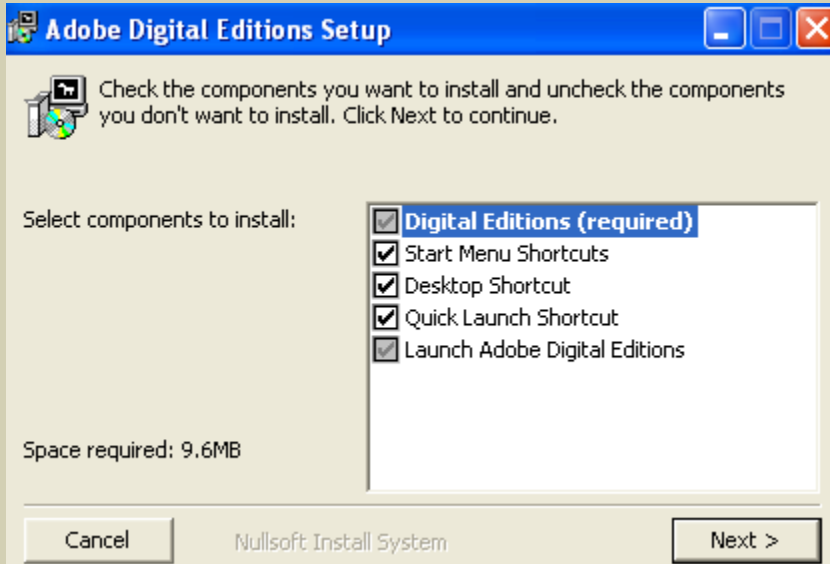 Adobe Digital Editions Setup
Check the components you want to install and uncheck the components
you don't want to install. Click Next to continue.
Select components to install:
Digital Editions (required)
Start Menu Shortcuts
Desktop Shortcut
Quick Launch Shortcut
Launch Adobe Digital Editions
Space required: 9.6MB
Cancel
Nullsoft Install System
Next >